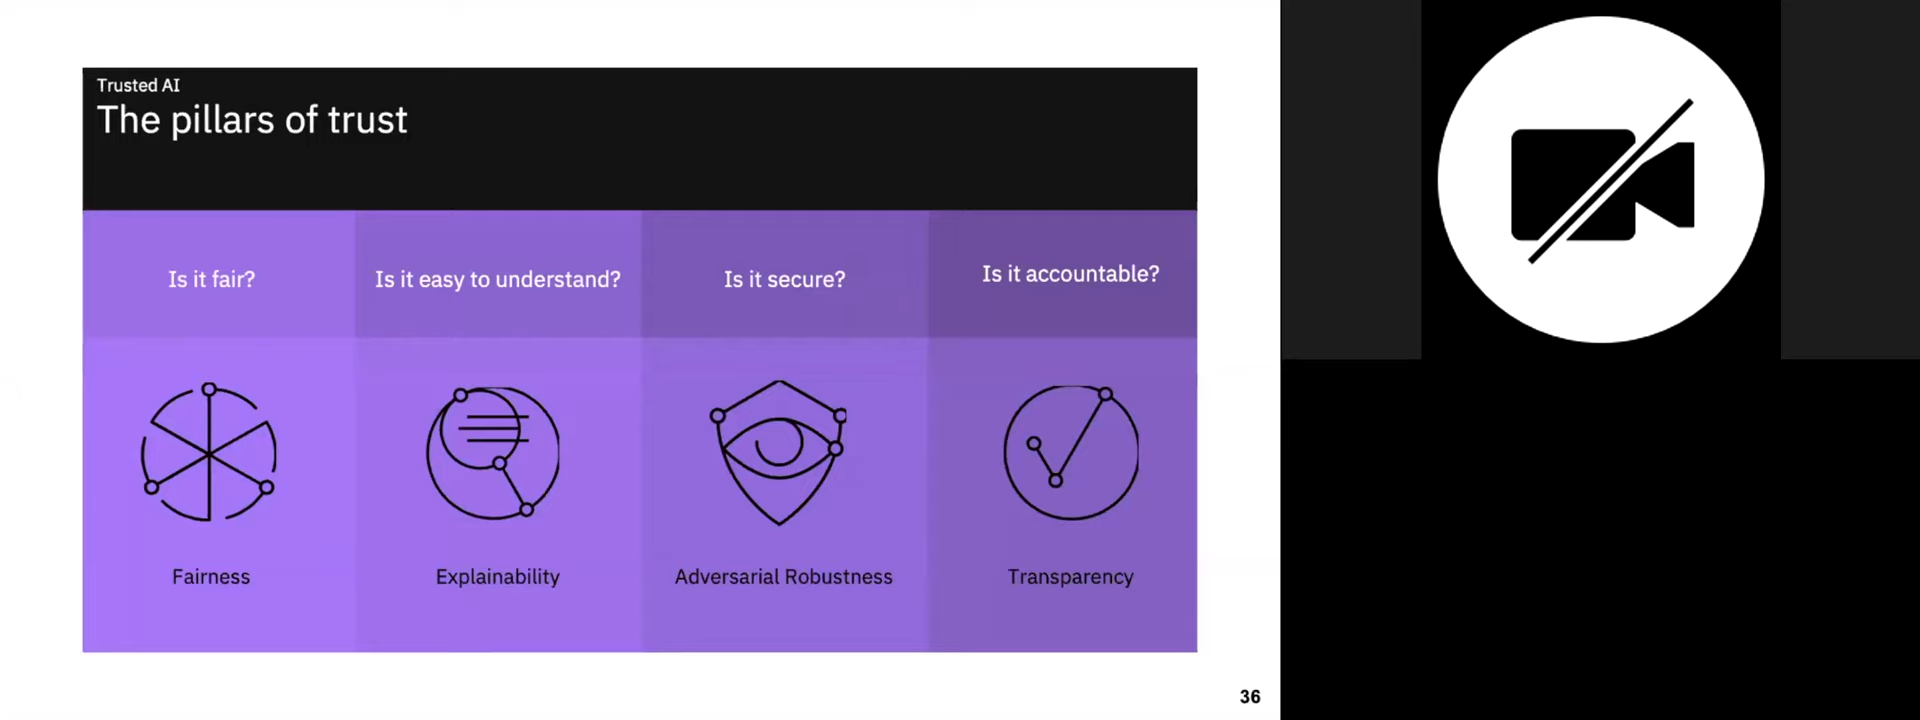 Trusted AI
The pillars of trust
Is it fair?
Is it easy to understand?
Is it secure?
Is it accountable?
Fairness
Explainability
Adversarial Robustness
Transparency
36